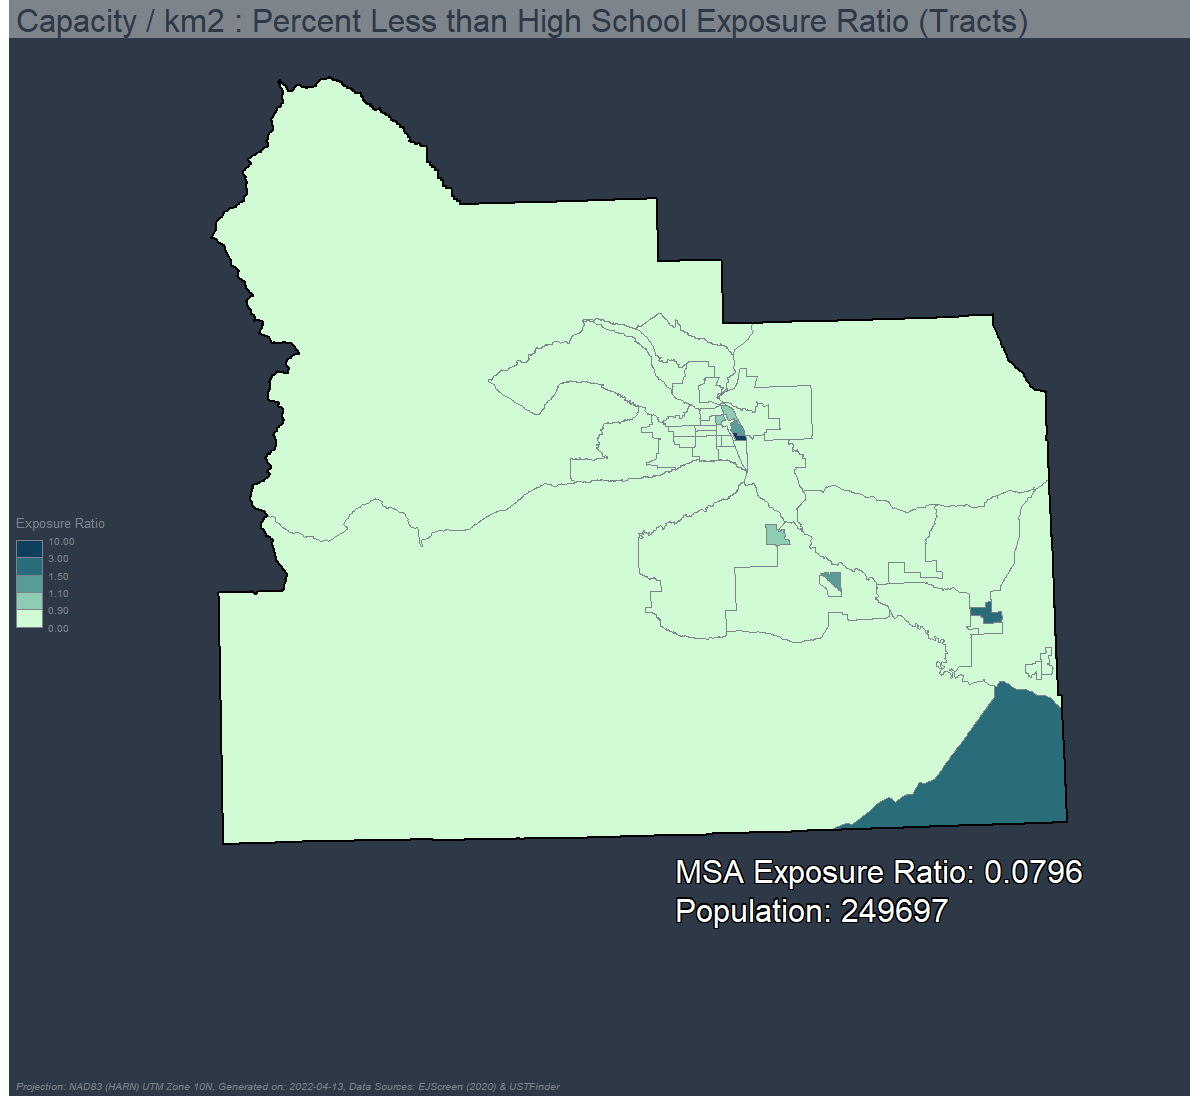 Capacity / km2 : Percent Less than High School Exposure Ratio (Tracts)
Exposure Ratio
10.00
3.00
1.50
1.10
0.90
0.00
MSA Exposure Ratio: 0.0796
Population: 249697
Projection: NAD83 (HARN) UTM Zone 10N, Generated on: 2022-04-13, Data Sources: EJScreen (2020) & USTFinder